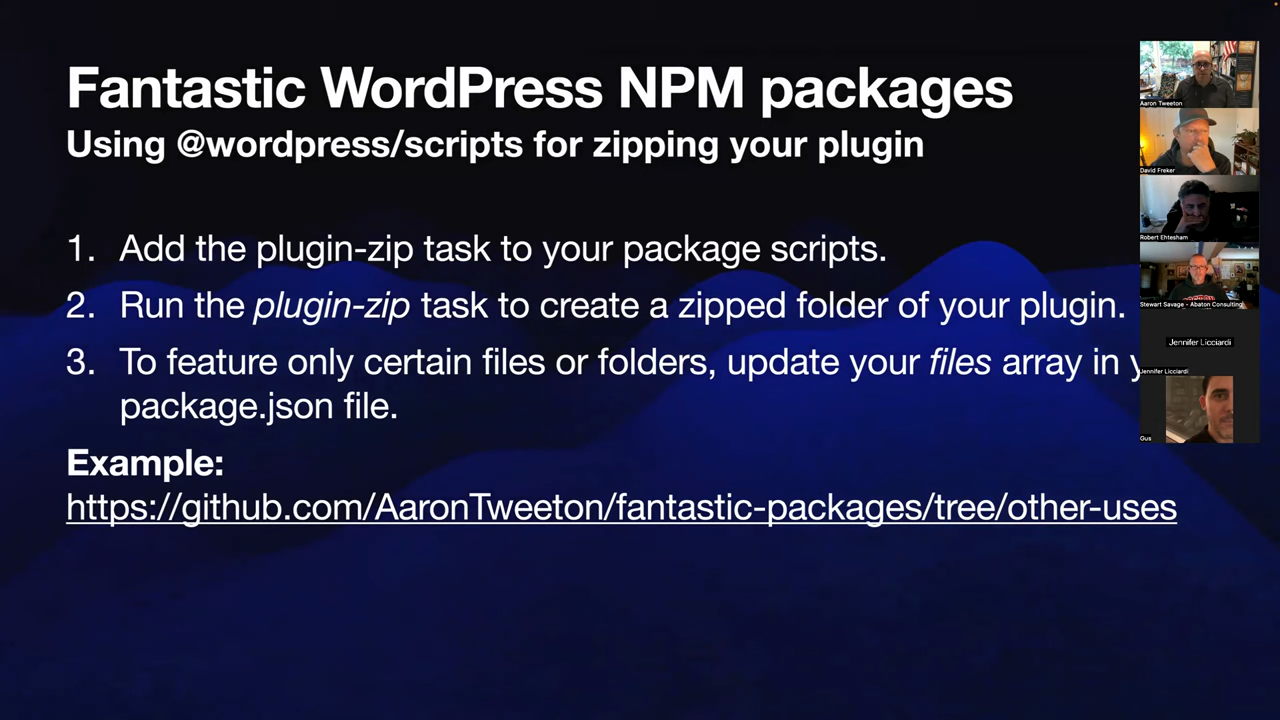 Fantastic WordPress NPM packages
Using @wordpress/scripts for zipping your plugin
1. Add the plugin-zip task to your package scripts.
2. Run the plugin-zip task to create a zipped folder of your plugin.
3. To feature only certain files or folders, update your files array in
package.json file.
Example:
https://github.com/AaronTweeton/fantastic-packages/tree/other-uses
Aaron Tweeton
David Freker
Robert Ehtesham
Stewart Savage - Abaton Consulting
Jennifer Licciardi
Jennifer Licciardi
Gus